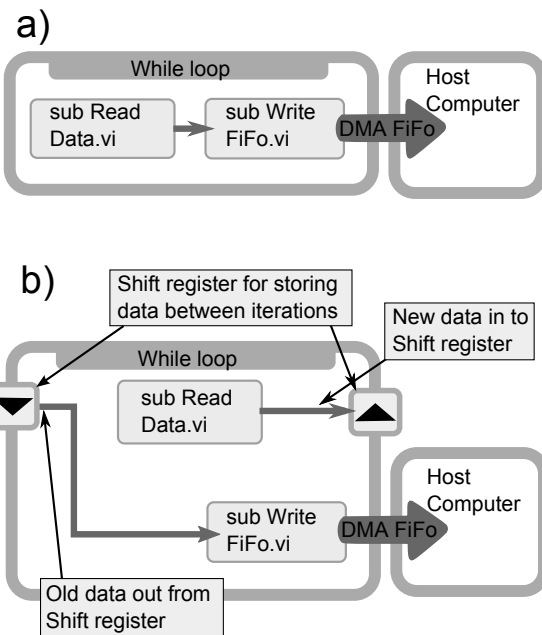 a)
While loop
sub Read
Data.vi
sub Write
FiFo.vi
DMA FiFo
Host
Computer
b)
Shift register for storing
data between iterations
New data in to
Shift register
While loop
sub Read
Data.vi
sub Write
FiFo.vi
DMA FiFo
Host
Computer
Old data out from
Shift register